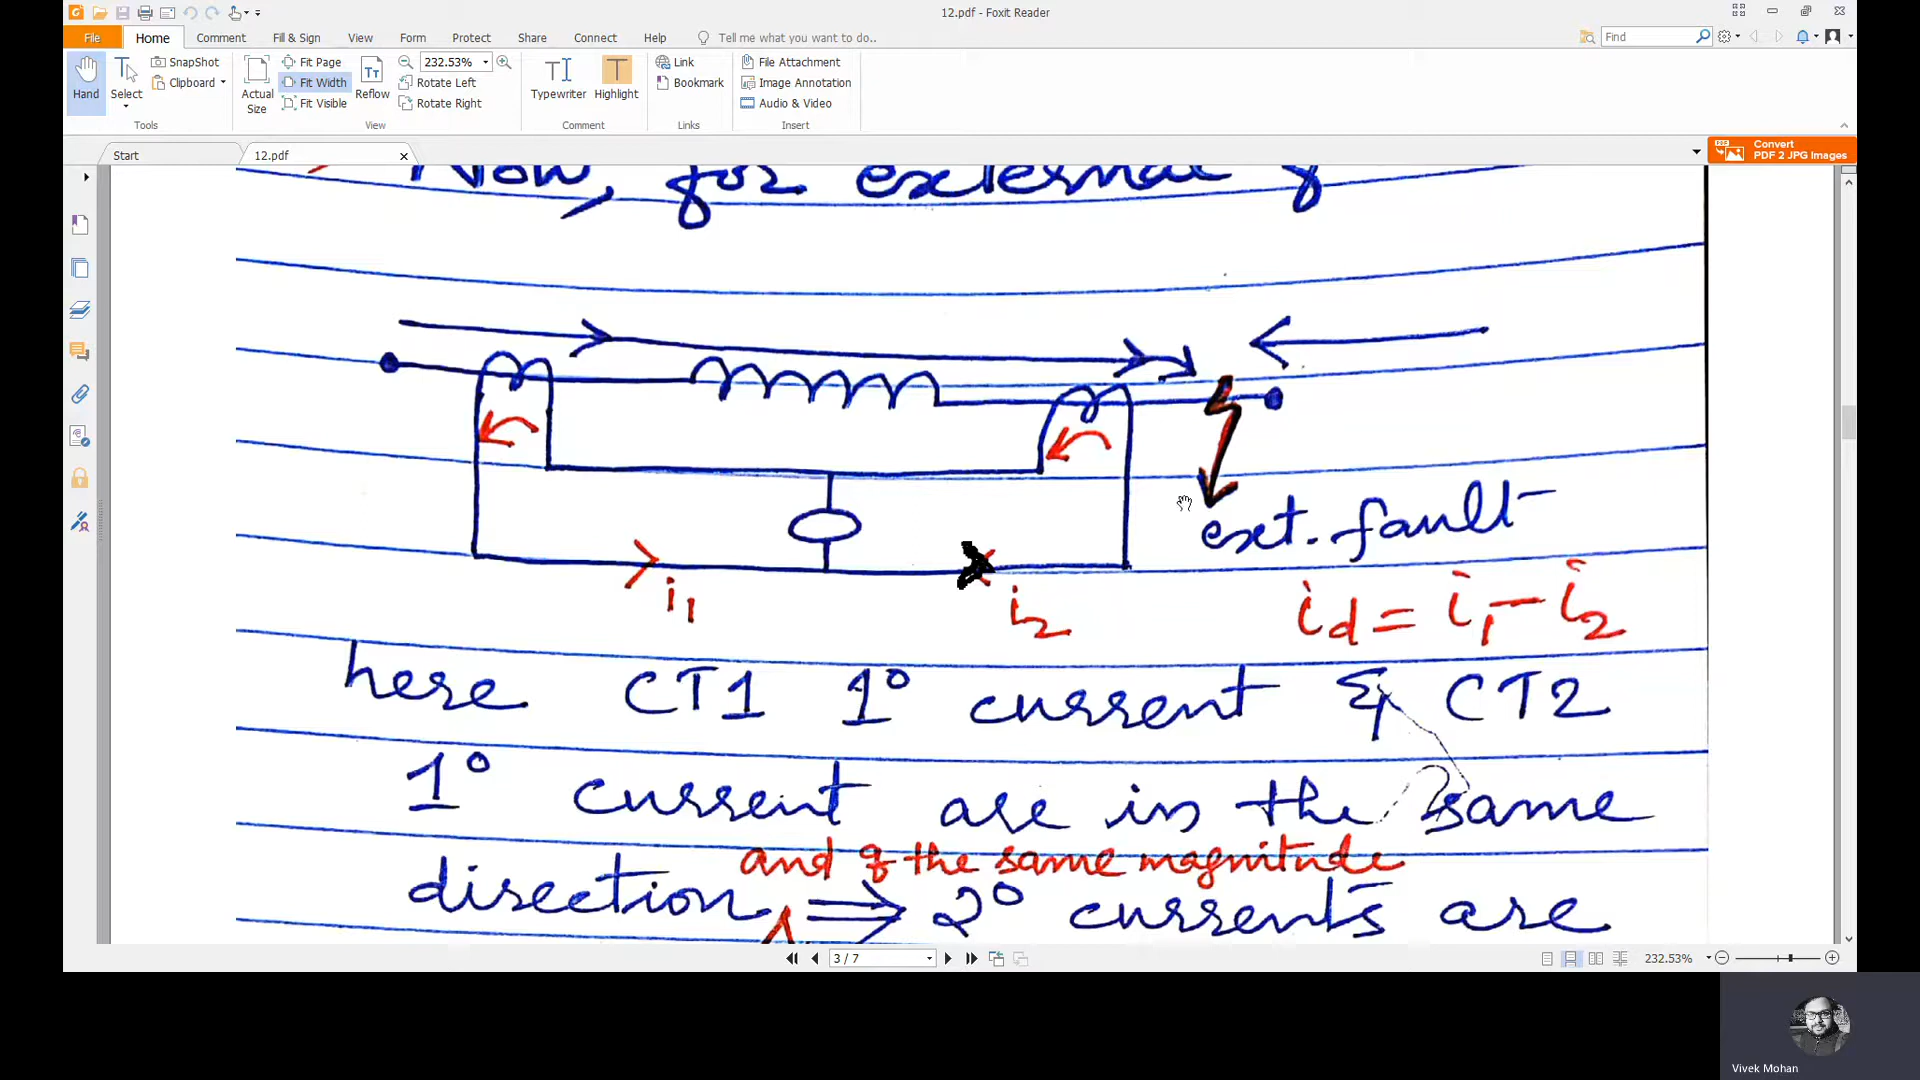 12.pdf - Foxit Reader
File Home Comment Fill & Sign View Form Protect Share Connect Help Tell me what you want to do.. Find
Hand Select SnapShot Clipboard Actual Size Fit Page Fit Width Fit Visible Reflow 232.53% Rotate Left Rotate Right Typewriter Highlight Link Bookmark File Attachment Image Annotation Audio & Video
Tools View Comment Links Insert
Start 12.pdf Convert PDF 2 JPG Images
Now, for external f
ext. fault
i1 i2 id = i1 - i2
here CT1 1° current & CT2
1° current are in the same
and of the same magnitude
direction ⇒ 2° currents are
3 / 7 232.53%
Vivek Mohan